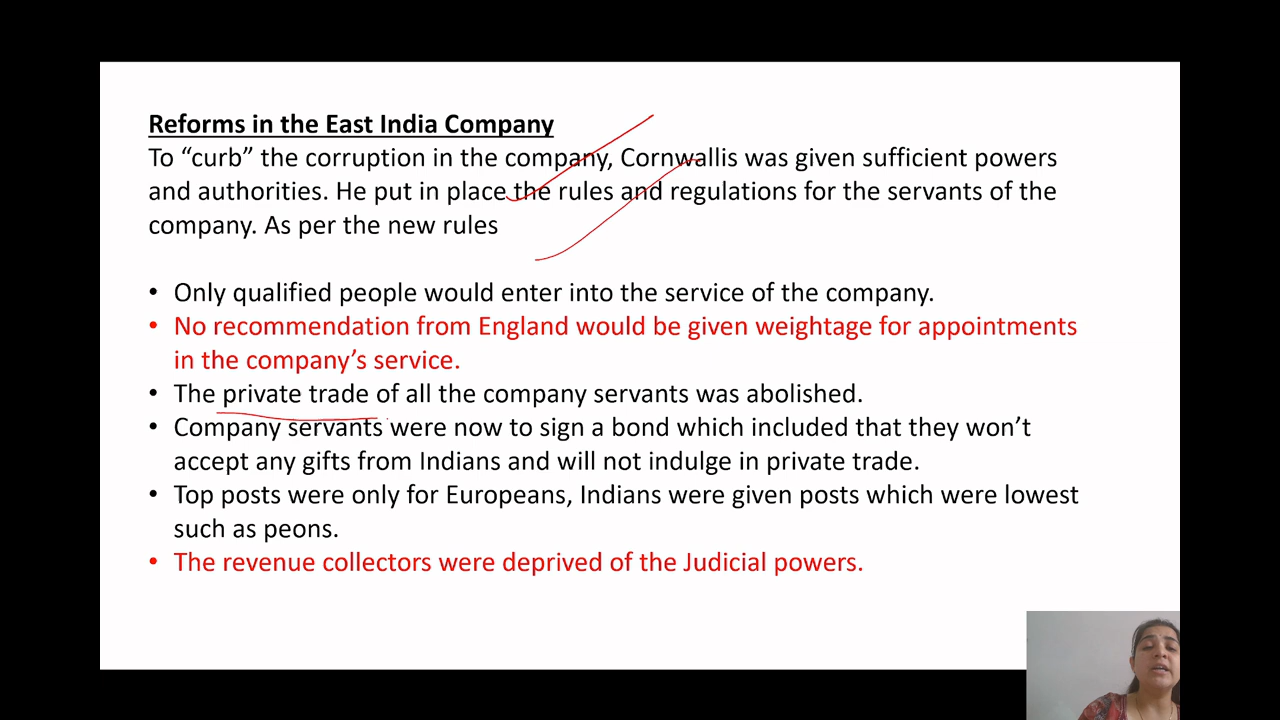 Reforms in the East India Company
To “curb” the corruption in the company, Cornwallis was given sufficient powers
and authorities. He put in place the rules and regulations for the servants of the
company. As per the new rules
• Only qualified people would enter into the service of the company.
• No recommendation from England would be given weightage for appointments
in the company’s service.
• The private trade of all the company servants was abolished.
• Company servants were now to sign a bond which included that they won’t
accept any gifts from Indians and will not indulge in private trade.
• Top posts were only for Europeans, Indians were given posts which were lowest
such as peons.
• The revenue collectors were deprived of the Judicial powers.